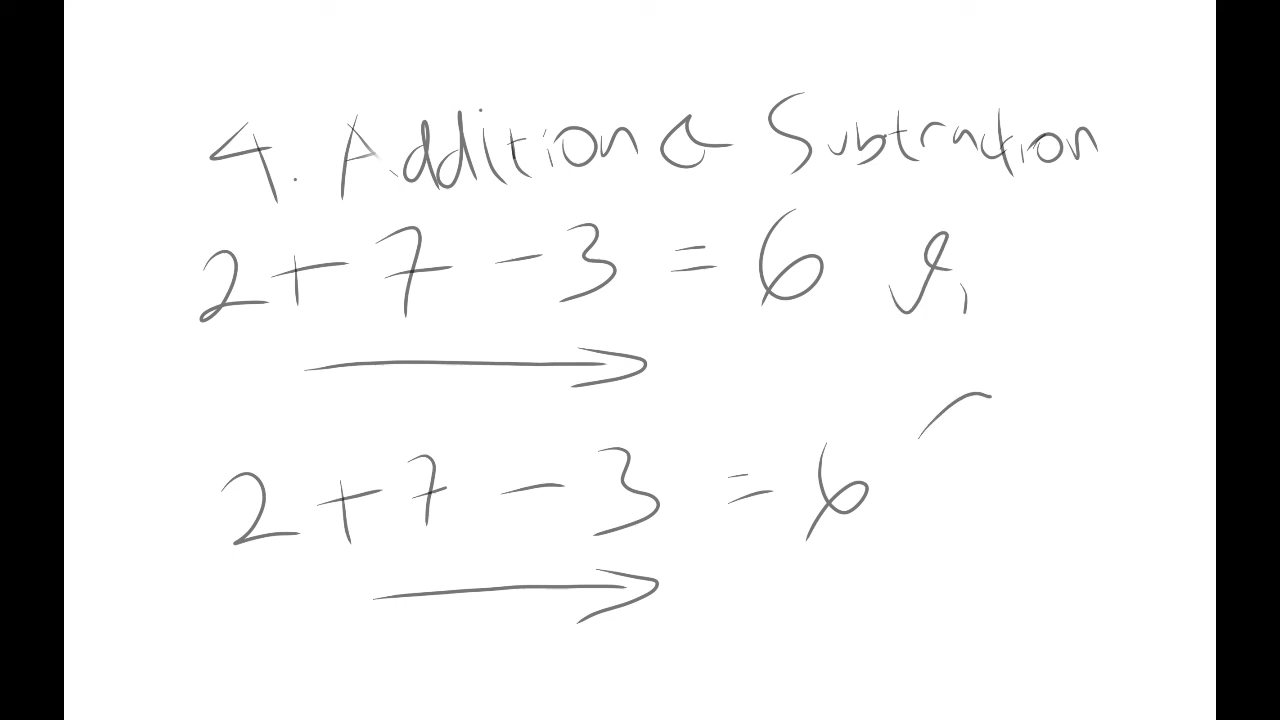 4. Addition & Subtraction
2 + 7 - 3 = 6
2 + 7 - 3 = 6